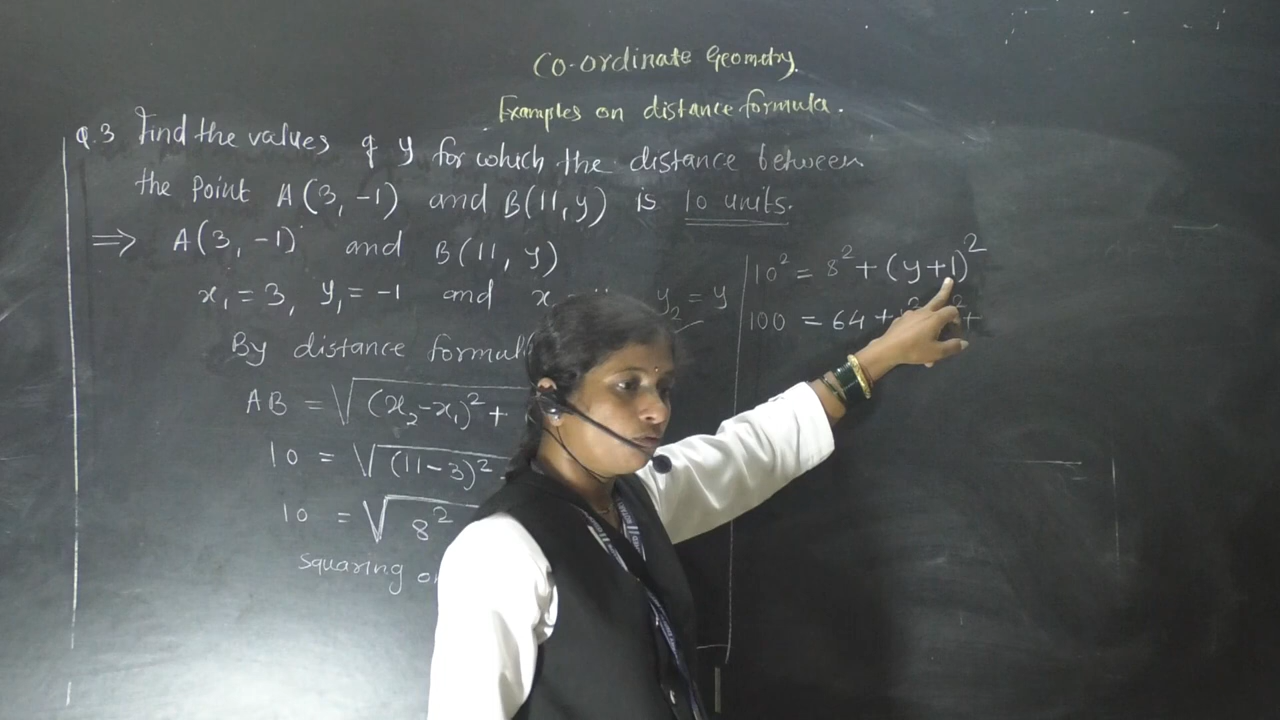 Co-ordinate Geometry.
Examples on distance formula.
Q.3 Find the values of y for which the distance between
the point A(3,-1) and B(11,y) is 10 units.
⇒ A(3,-1) and B(11, y)
x₁ = 3, y₁ = -1 and x y₂ = y
By distance
AB = √(x₂-x₁)² +
10 = √(11-3)²
10 = √8²
Squaring
10² = 8² + (y+1)²
100 = 64 +